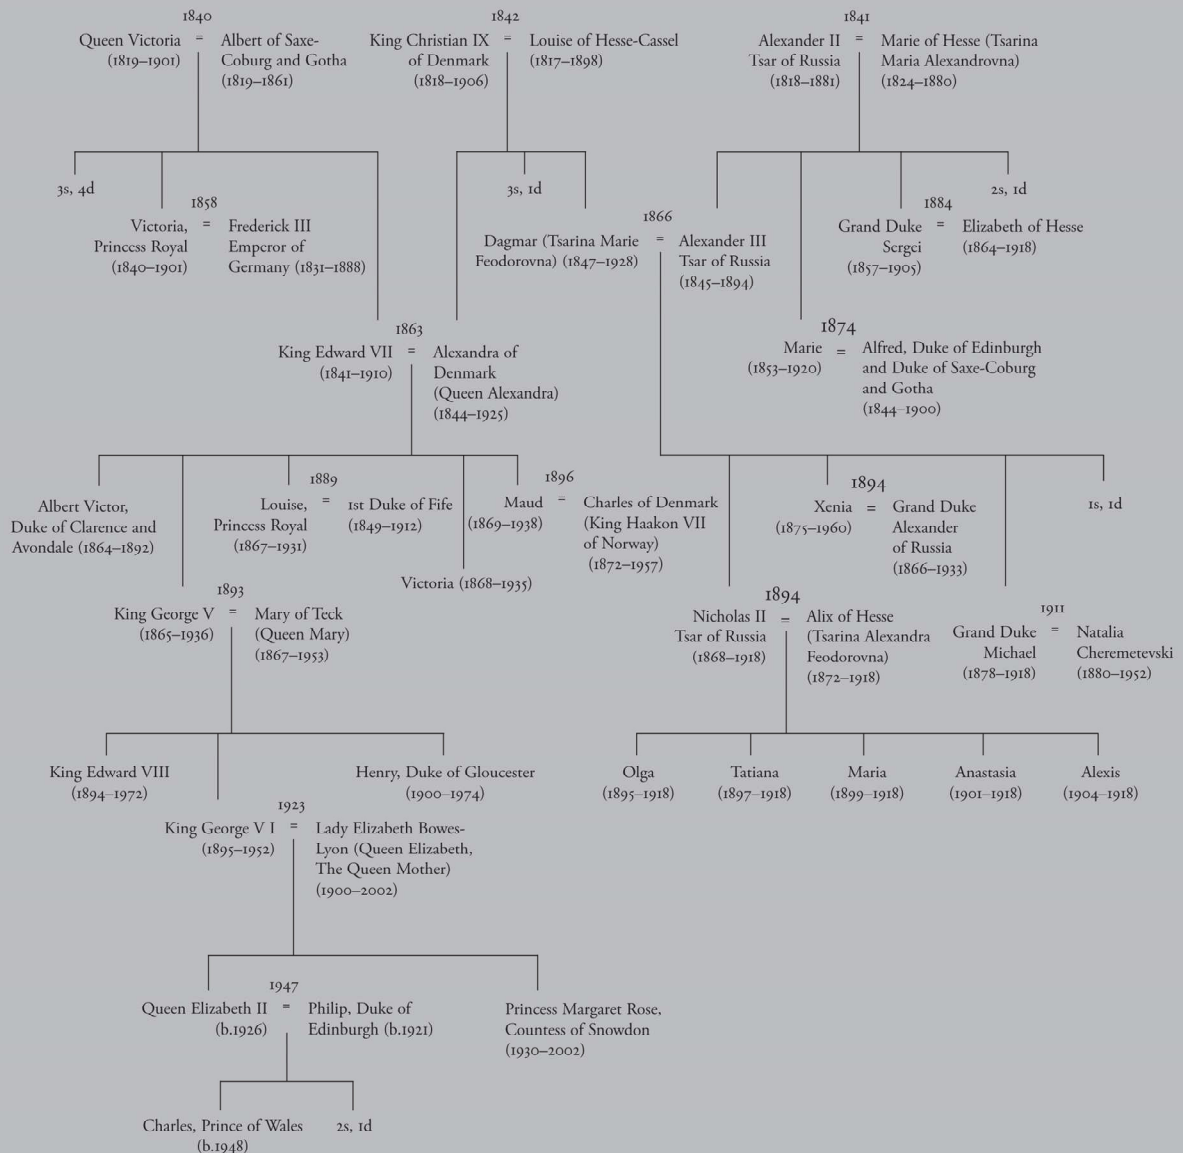 1840
Queen Victoria = Albert of Saxe-
(1819–1901) Coburg and Gotha
(1819–1861)
1842
King Christian IX = Louise of Hesse-Cassel
of Denmark (1817–1898)
(1818–1906)
1841
Alexander II = Marie of Hesse (Tsarina
Tsar of Russia Maria Alexandrovna)
(1818–1881) (1824–1880)
3s, 4d
1858
Victoria, = Frederick III
Princess Royal Emperor of
(1840–1901) Germany (1831–1888)
3s, 1d
1866
Dagmar (Tsarina Marie = Alexander III
Feodorovna) (1847–1928) Tsar of Russia
(1845–1894)
1884
Grand Duke = Elizabeth of Hesse
Sergei (1864–1918)
(1857–1905)
2s, 1d
1863
King Edward VII = Alexandra of
(1841–1910) Denmark
(Queen Alexandra)
(1844–1925)
1874
Marie = Alfred, Duke of Edinburgh
(1853–1920) and Duke of Saxe-Coburg
and Gotha
(1844–1900)
Albert Victor,
Duke of Clarence and
Avondale (1864–1892)
1889
Louise, = 1st Duke of Fife
Princess Royal (1849–1912)
(1867–1931)
1896
Maud = Charles of Denmark
(1869–1938) (King Haakon VII
of Norway)
(1872–1957)
Victoria (1868–1935)
1894
Xenia = Grand Duke
(1875–1960) Alexander
of Russia
(1866–1933)
1s, 1d
1893
King George V = Mary of Teck
(1865–1936) (Queen Mary)
(1867–1953)
1894
Nicholas II = Alix of Hesse
Tsar of Russia (Tsarina Alexandra
(1868–1918) Feodorovna)
(1872–1918)
1911
Grand Duke = Natalia
Michael Cheremetevski
(1878–1918) (1880–1952)
King Edward VIII
(1894–1972)
Henry, Duke of Gloucester
(1900–1974)
Olga
(1895–1918)
Tatiana
(1897–1918)
Maria
(1899–1918)
Anastasia
(1901–1918)
Alexis
(1904–1918)
1923
King George V I = Lady Elizabeth Bowes-
(1895–1952) Lyon (Queen Elizabeth,
The Queen Mother)
(1900–2002)
1947
Queen Elizabeth II = Philip, Duke of
(b.1926) Edinburgh (b.1921)
Princess Margaret Rose,
Countess of Snowdon
(1930–2002)
Charles, Prince of Wales
(b.1948)
2s, 1d